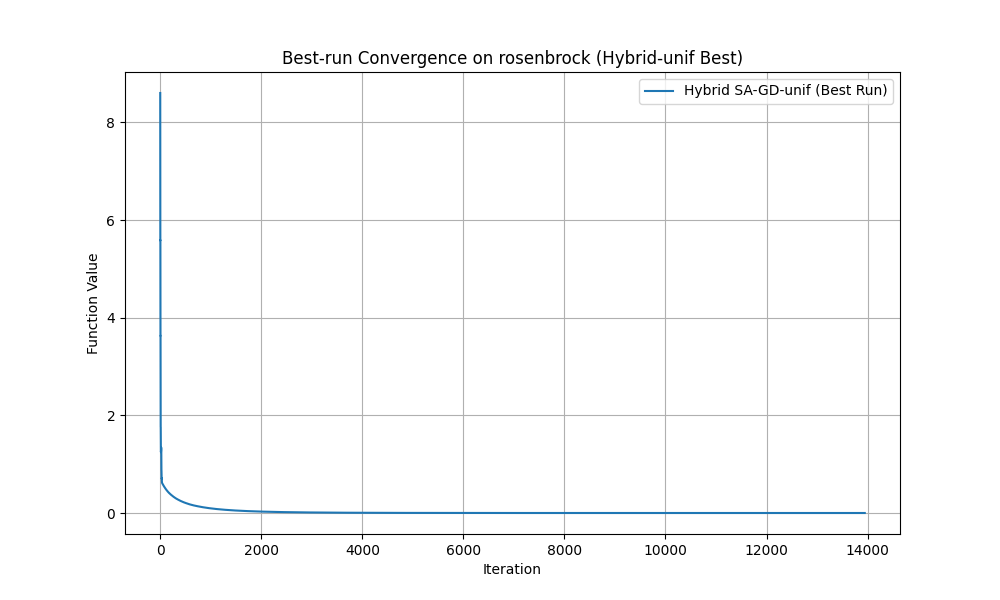 Best-run Convergence on rosenbrock (Hybrid-unif Best)
Hybrid SA-GD-unif (Best Run)
Function Value
8
6
4
2
0
0 2000 4000 6000 8000 10000 12000 14000
Iteration